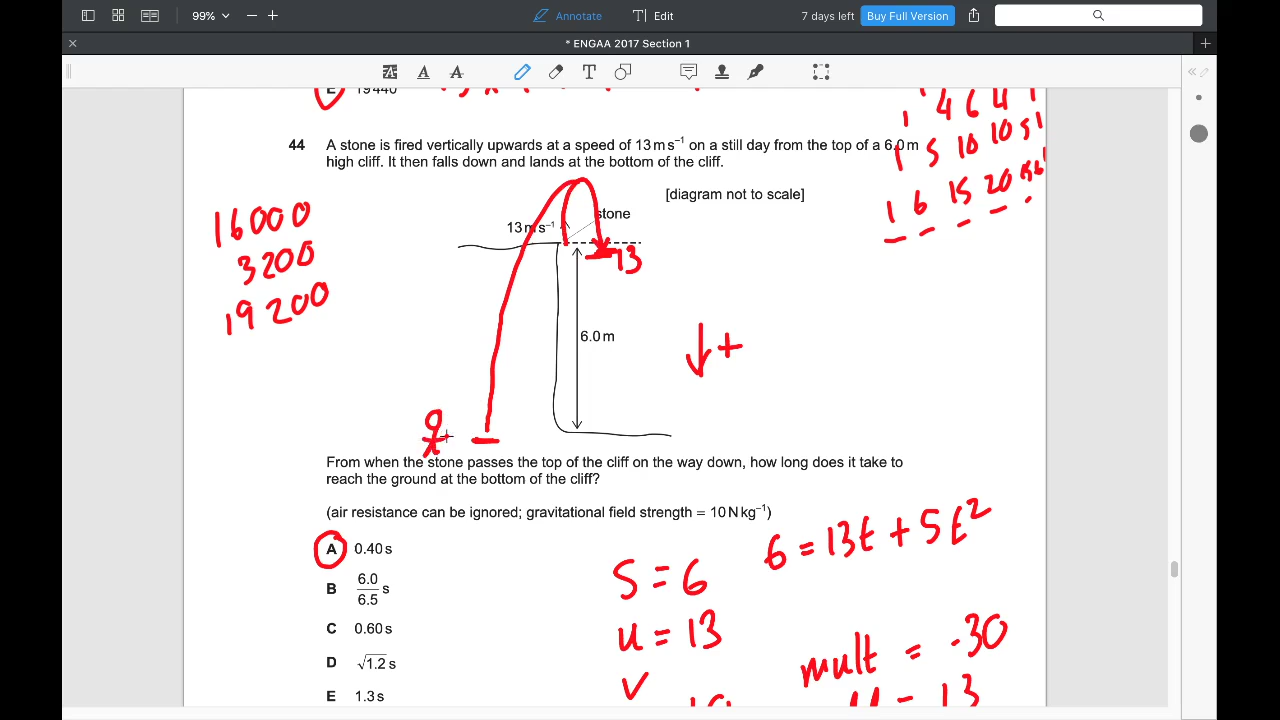 99%
Annotate
Edit
7 days left
Buy Full Version
* ENGAA 2017 Section 1
E 19440
1 4 6 4 1
1 5 10 10 5 1
1 6 15 20 15 6 1
44 A stone is fired vertically upwards at a speed of 13 m s⁻¹ on a still day from the top of a 6.0 m
high cliff. It then falls down and lands at the bottom of the cliff.
[diagram not to scale]
16000
3200
19200
stone
13 m s⁻¹
13
6.0 m
+
From when the stone passes the top of the cliff on the way down, how long does it take to
reach the ground at the bottom of the cliff?
(air resistance can be ignored; gravitational field strength = 10 N kg⁻¹)
A 0.40 s
B 6.0/6.5 s
C 0.60 s
D √1.2 s
E 1.3 s
6 = 13t + 5t²
S = 6
u = 13
v
mult = -30